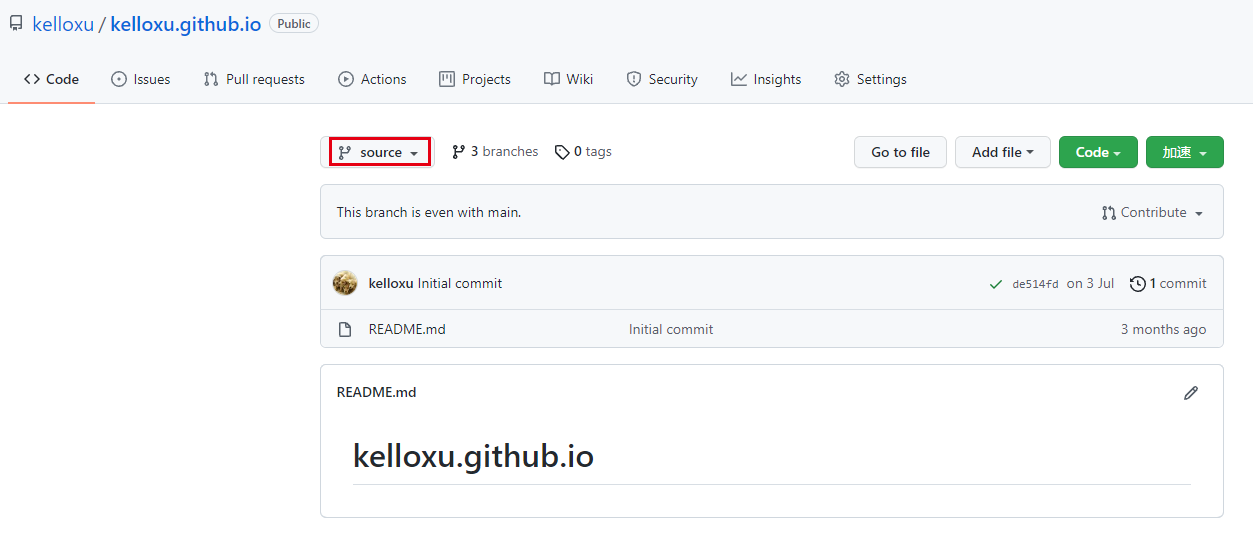 kelloxu / kelloxu.github.io Public
Code Issues Pull requests Actions Projects Wiki Security Insights Settings
source 3 branches 0 tags Go to file Add file Code 加速
This branch is even with main. Contribute
kelloxu Initial commit de514fd on 3 Jul 1 commit
README.md Initial commit 3 months ago
README.md
kelloxu.github.io